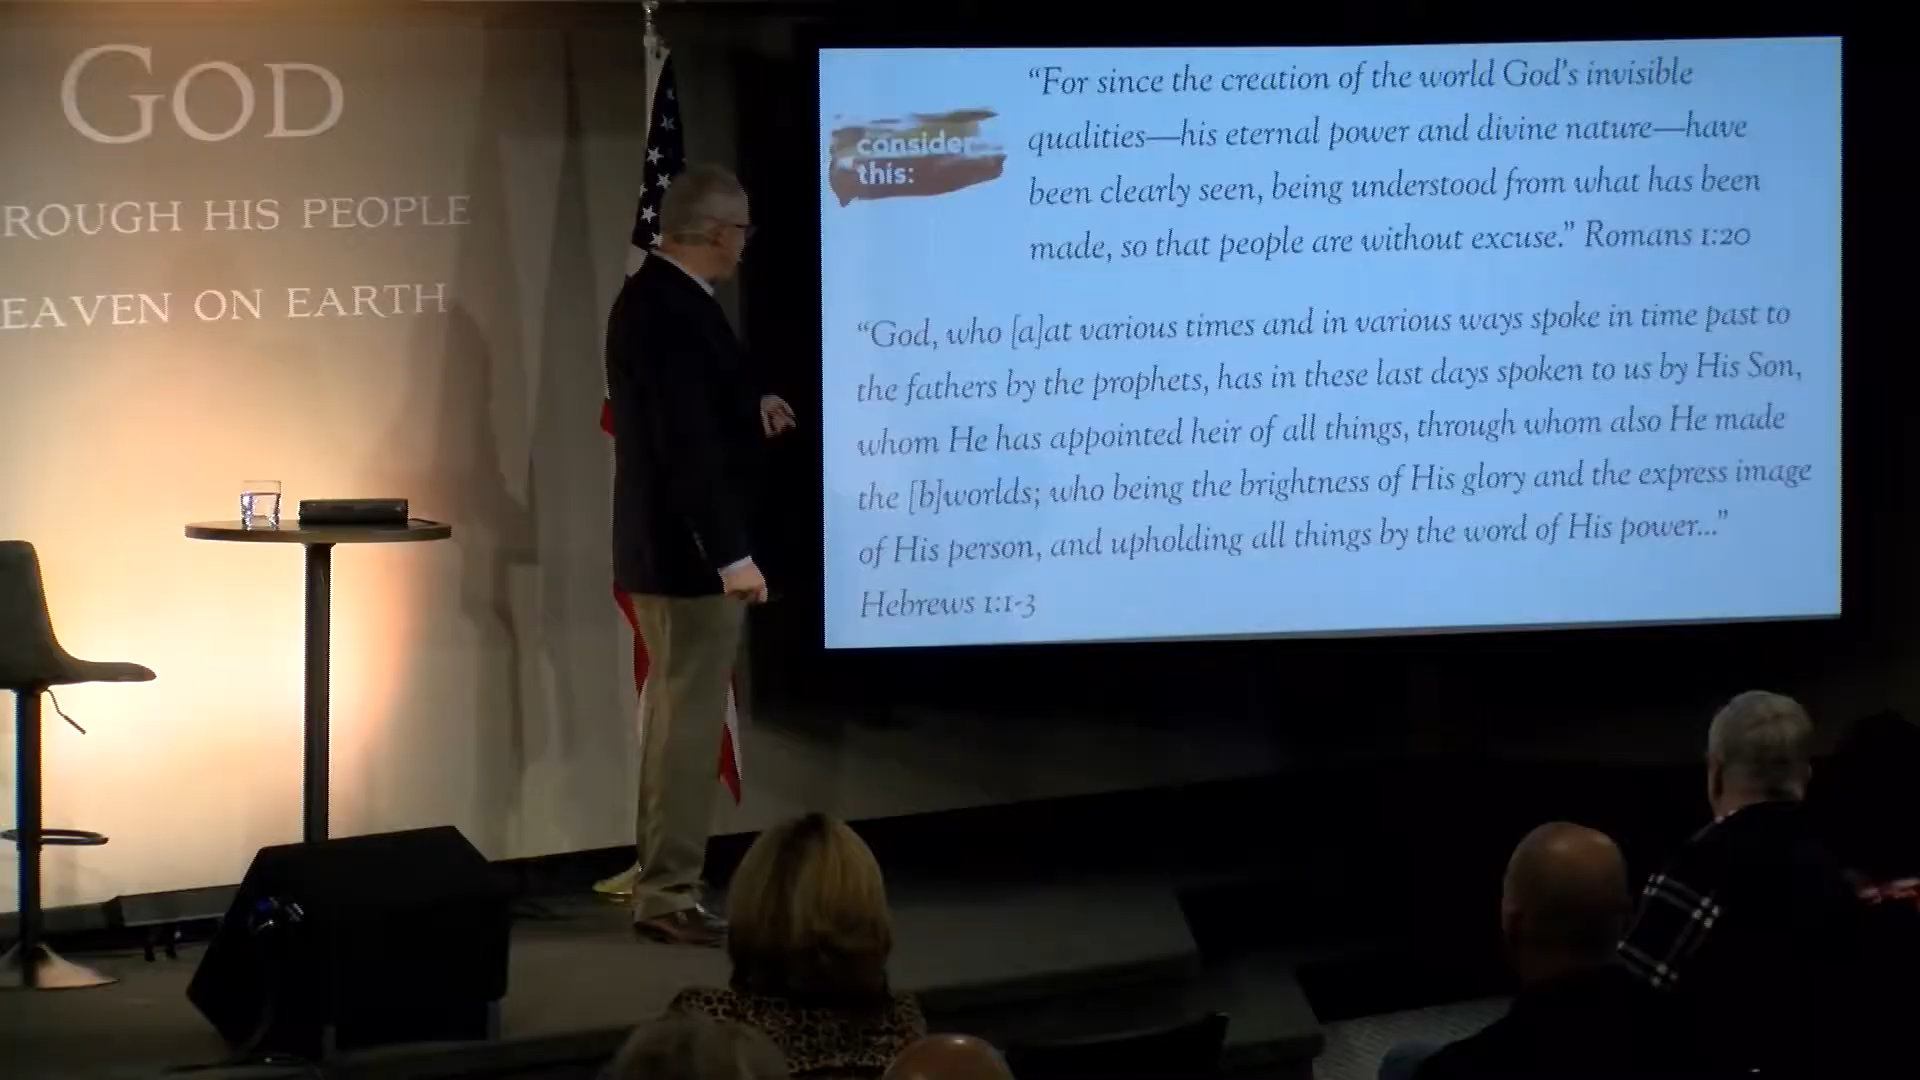 GOD
ROUGH HIS PEOPLE
EAVEN ON EARTH
consider
this:
“For since the creation of the world God’s invisible
qualities—his eternal power and divine nature—have
been clearly seen, being understood from what has been
made, so that people are without excuse.” Romans 1:20
“God, who [a]at various times and in various ways spoke in time past to
the fathers by the prophets, has in these last days spoken to us by His Son,
whom He has appointed heir of all things, through whom also He made
the [b]worlds; who being the brightness of His glory and the express image
of His person, and upholding all things by the word of His power...”
Hebrews 1:1-3